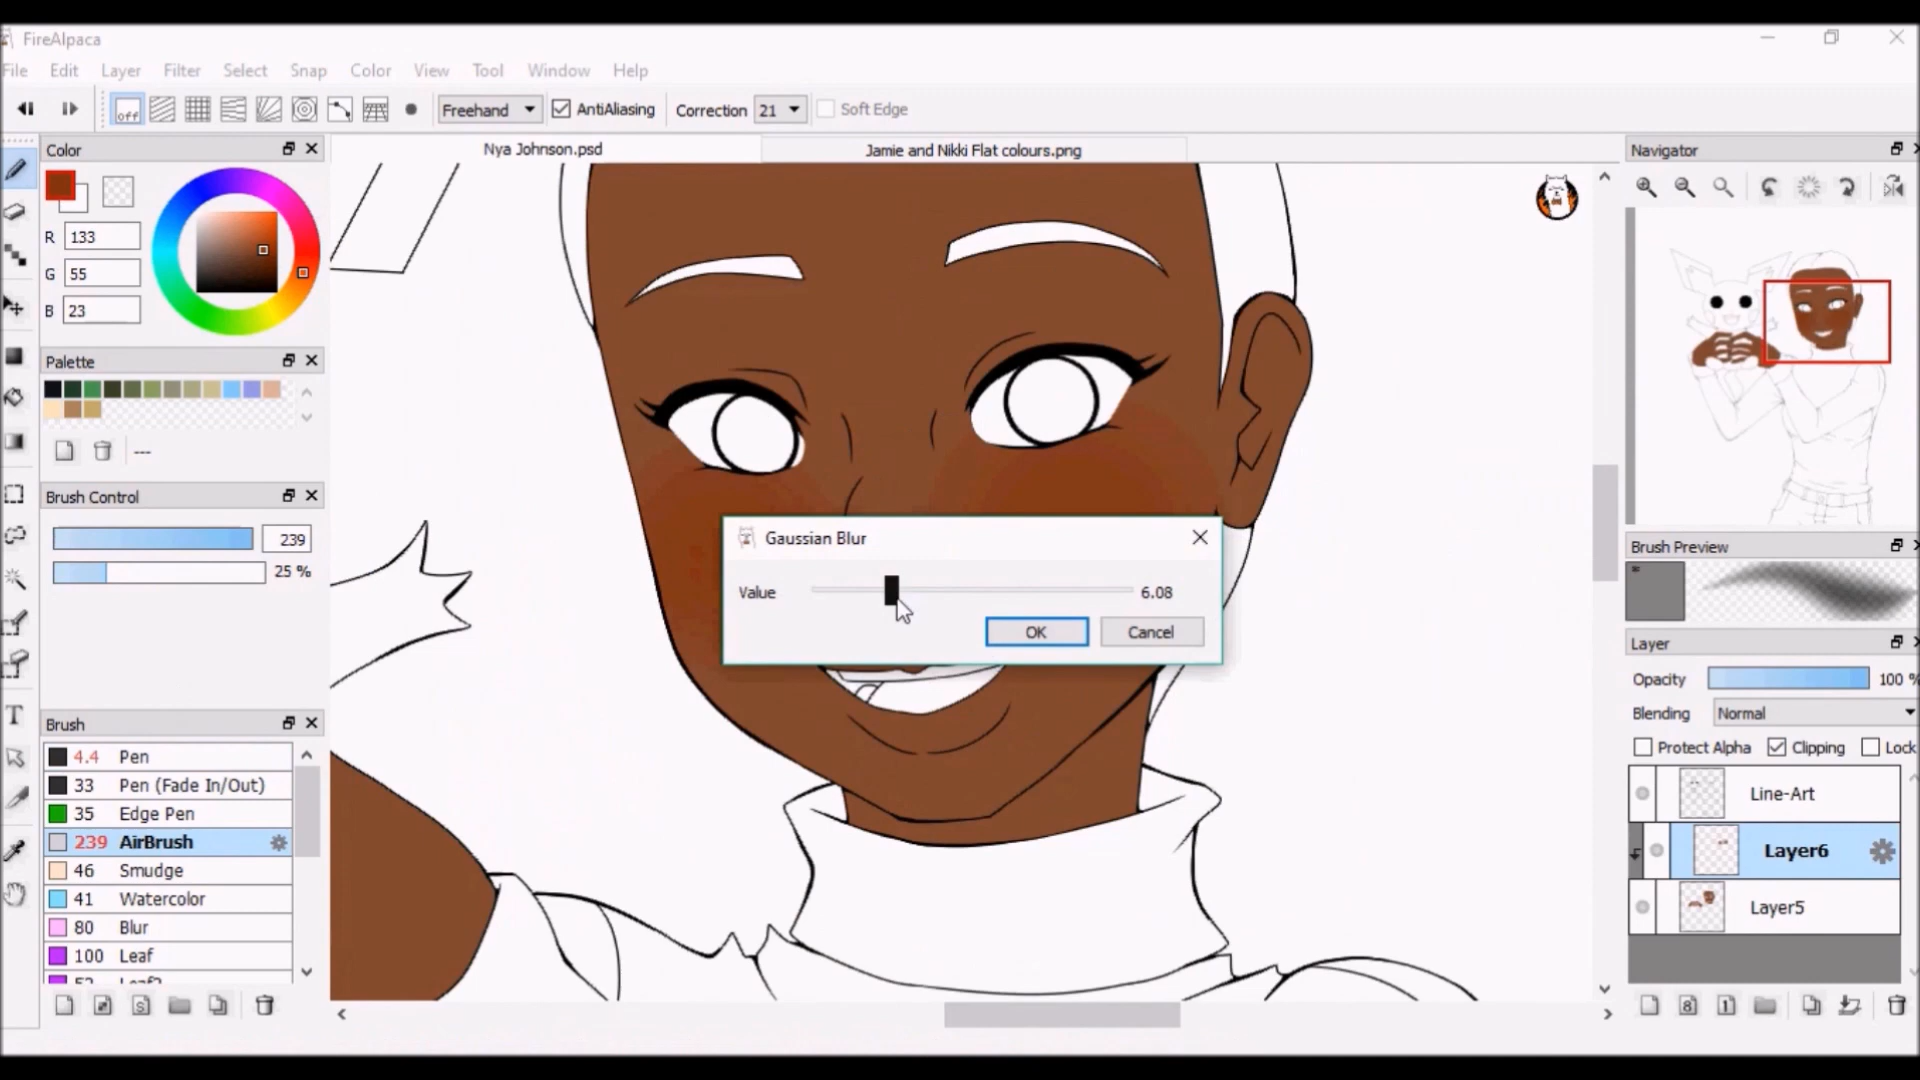 FireAlpaca
File Edit Layer Filter Select Snap Color View Tool Window Help
off Freehand AntiAliasing Correction 21 Soft Edge
Color
Nya Johnson.psd
Jamie and Nikki Flat colours.png
Navigator
R 133
G 55
B 23
Palette
---
Brush Control
239
25 %
Gaussian Blur
Value 6.08
OK Cancel
Brush Preview
Layer
Opacity 100 %
Blending Normal
Protect Alpha Clipping Lock
Line-Art
Layer6
Layer5
Brush
4.4 Pen
33 Pen (Fade In/Out)
35 Edge Pen
239 AirBrush
46 Smudge
41 Watercolor
80 Blur
100 Leaf
52 Leaf2